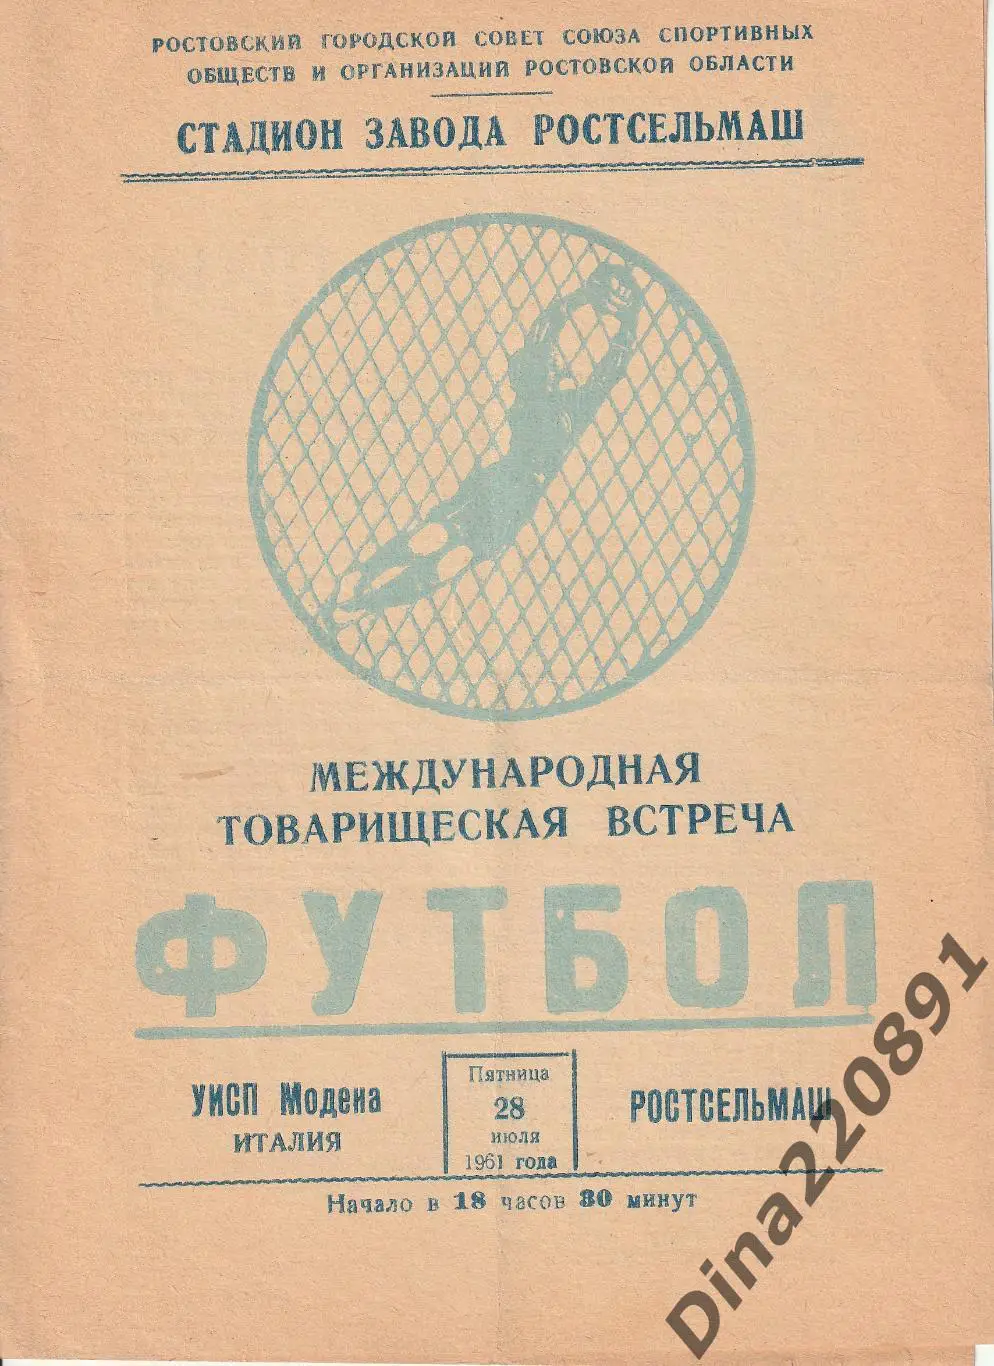 РОСТОВСКИЙ ГОРОДСКОЙ СОВЕТ СОЮЗА СПОРТИВНЫХ
ОБЩЕСТВ И ОРГАНИЗАЦИЙ РОСТОВСКОЙ ОБЛАСТИ
СТАДИОН ЗАВОДА РОСТСЕЛЬМАШ
МЕЖДУНАРОДНАЯ
ТОВАРИЩЕСКАЯ ВСТРЕЧА
ФУТБОЛ
УИСП Модена
ИТАЛИЯ
Пятница
28
июля
1961 года
РОСТСЕЛЬМАШ
Начало в 18 часов 30 минут
Dina220891